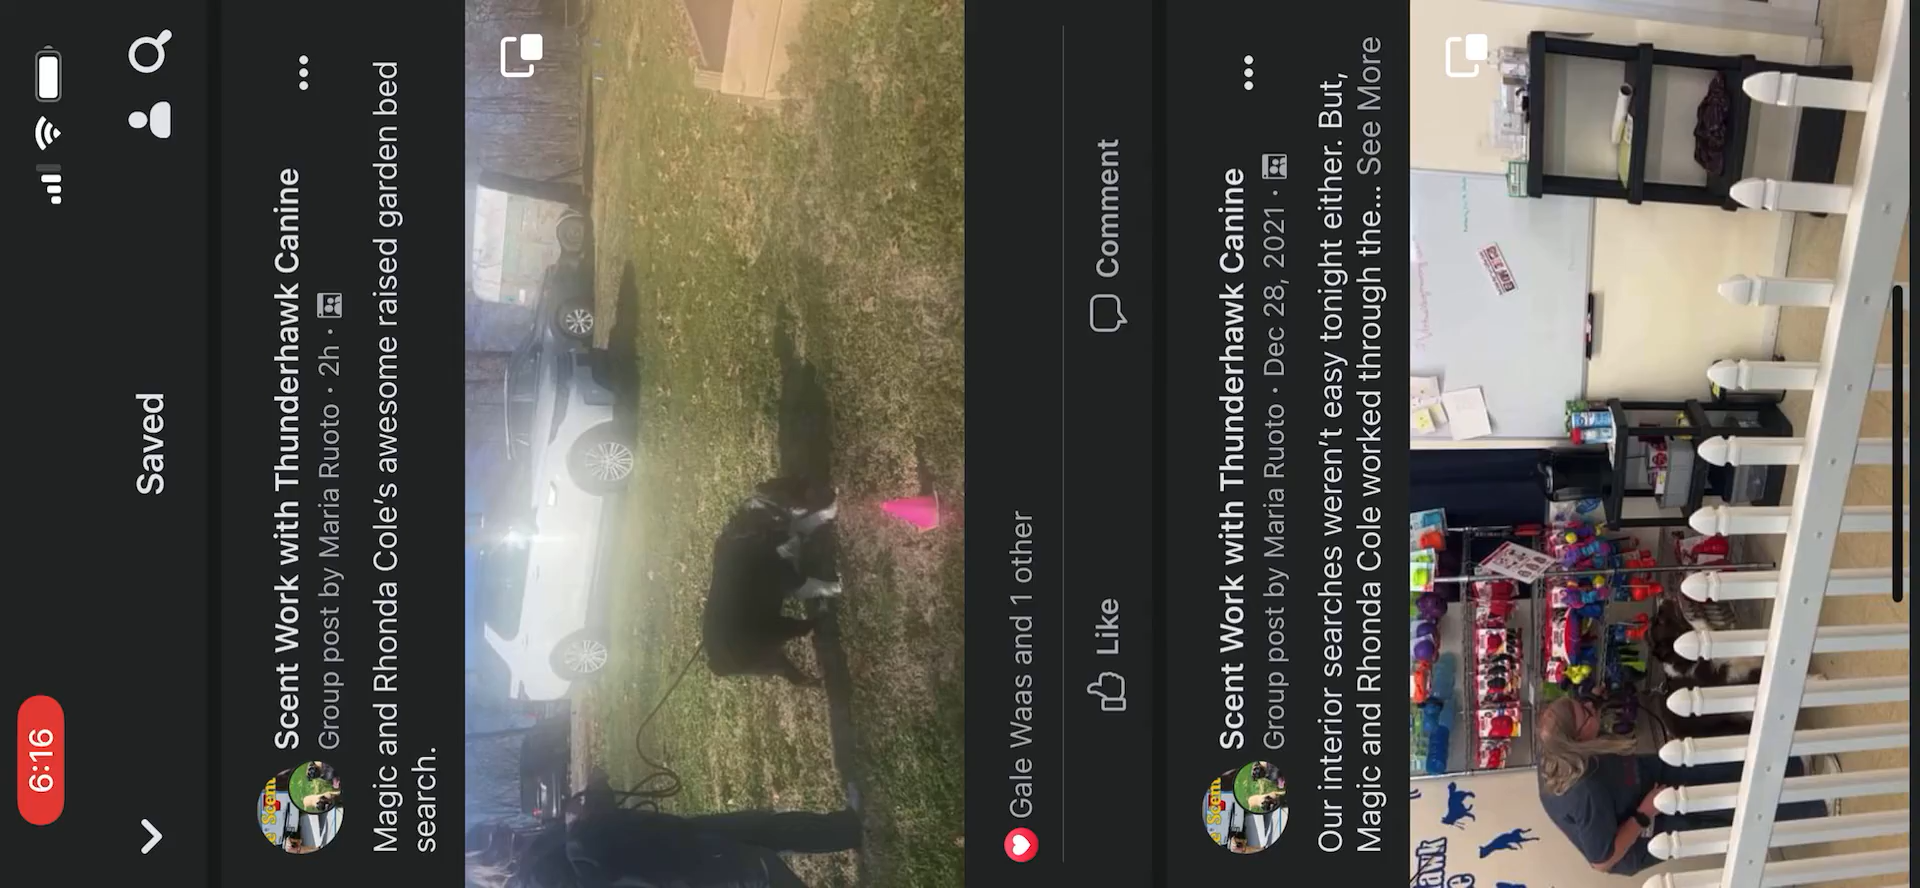 6:16
Saved
Scent Work with Thunderhawk Canine
Group post by Maria Ruoto · 2h ·
Magic and Rhonda Cole's awesome raised garden bed
search.
Gale Waas and 1 other
Like
Comment
Scent Work with Thunderhawk Canine
Group post by Maria Ruoto · Dec 28, 2021 ·
Our interior searches weren't easy tonight either. But,
Magic and Rhonda Cole worked through the... See More